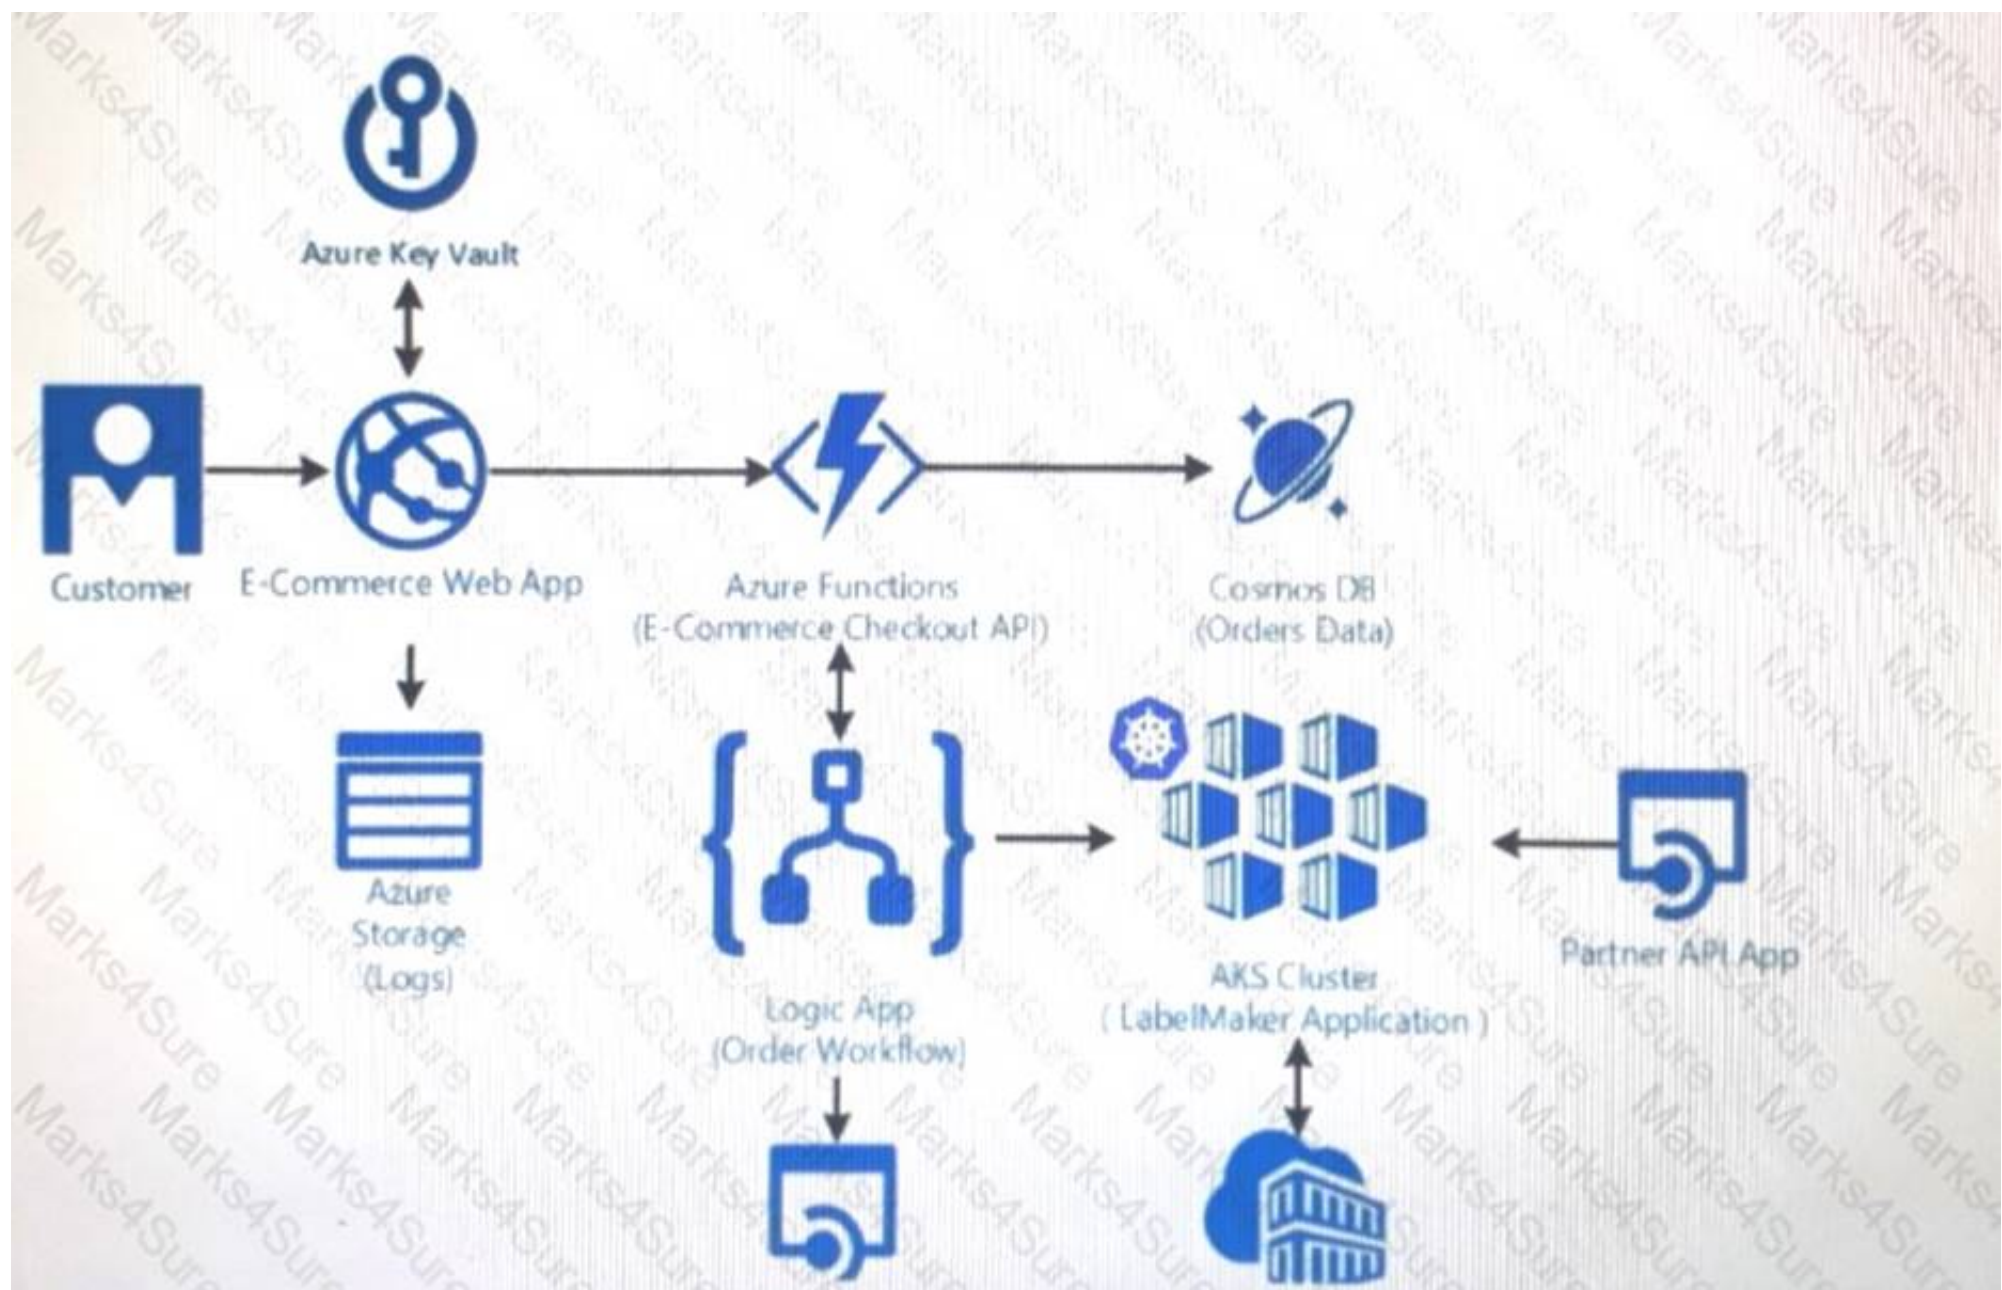 Azure Key Vault
Customer
E-Commerce Web App
Azure Functions
(E-Commerce Checkout API)
Cosmos DB
(Orders Data)
Azure
Storage
(Logs)
Logic App
(Order Workflow)
AKS Cluster
( LabelMaker Application )
Partner API App
Marks4Sure